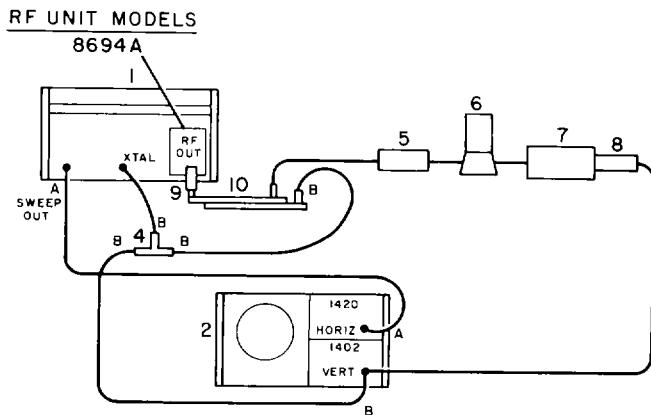 RF UNIT MODELS
8694A
1
6
5
7
8
RF
OUT
XTAL
9
10
B
A
SWEEP
OUT
B
4
B
B
2
1420
HORIZ
A
1402
VERT
B